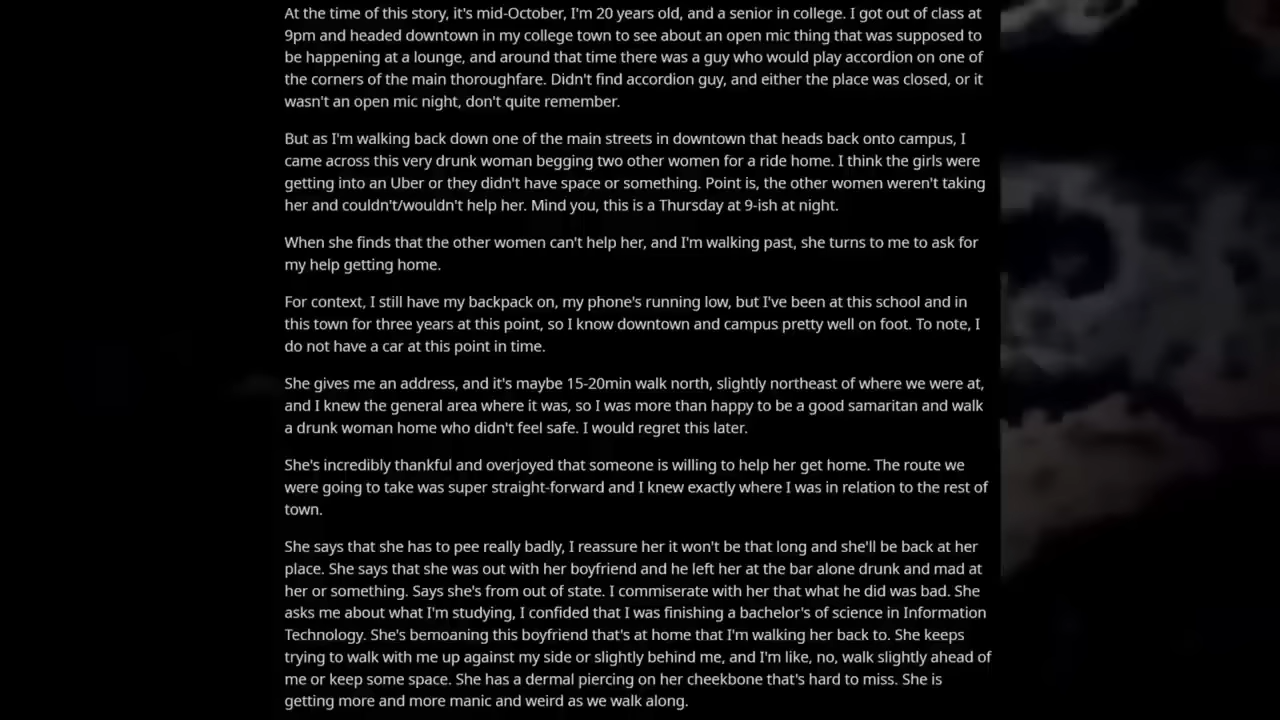 At the time of this story, it's mid-October, I'm 20 years old, and a senior in college. I got out of class at
9pm and headed downtown in my college town to see about an open mic thing that was supposed to
be happening at a lounge, and around that time there was a guy who would play accordion on one of
the corners of the main thoroughfare. Didn't find accordion guy, and either the place was closed, or it
wasn't an open mic night, don't quite remember.
But as I'm walking back down one of the main streets in downtown that heads back onto campus, I
came across this very drunk woman begging two other women for a ride home. I think the girls were
getting into an Uber or they didn't have space or something. Point is, the other women weren't taking
her and couldn't/wouldn't help her. Mind you, this is a Thursday at 9-ish at night.
When she finds that the other women can't help her, and I'm walking past, she turns to me to ask for
my help getting home.
For context, I still have my backpack on, my phone's running low, but I've been at this school and in
this town for three years at this point, so I know downtown and campus pretty well on foot. To note, I
do not have a car at this point in time.
She gives me an address, and it's maybe 15-20min walk north, slightly northeast of where we were at,
and I knew the general area where it was, so I was more than happy to be a good samaritan and walk
a drunk woman home who didn't feel safe. I would regret this later.
She's incredibly thankful and overjoyed that someone is willing to help her get home. The route we
were going to take was super straight-forward and I knew exactly where I was in relation to the rest of
town.
She says that she has to pee really badly, I reassure her it won't be that long and she'll be back at her
place. She says that she was out with her boyfriend and he left her at the bar alone drunk and mad at
her or something. Says she's from out of state. I commiserate with her that what he did was bad. She
asks me about what I'm studying, I confided that I was finishing a bachelor's of science in Information
Technology. She's bemoaning this boyfriend that's at home that I'm walking her back to. She keeps
trying to walk with me up against my side or slightly behind me, and I'm like, no, walk slightly ahead of
me or keep some space. She has a dermal piercing on her cheekbone that's hard to miss. She is
getting more and more manic and weird as we walk along.